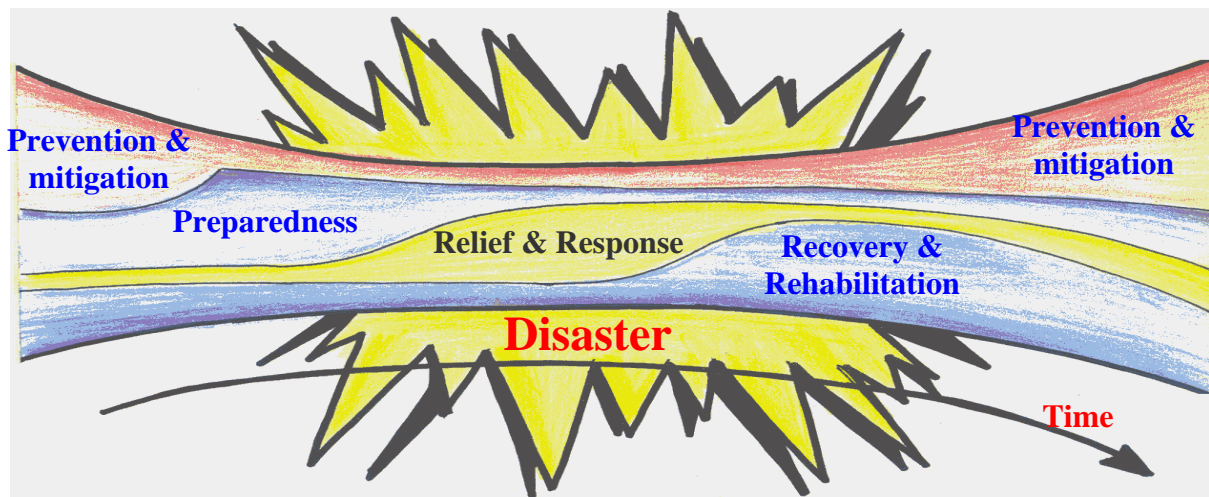 Prevention &
mitigation
Prevention &
mitigation
Preparedness
Relief & Response
Recovery &
Rehabilitation
Disaster
Time